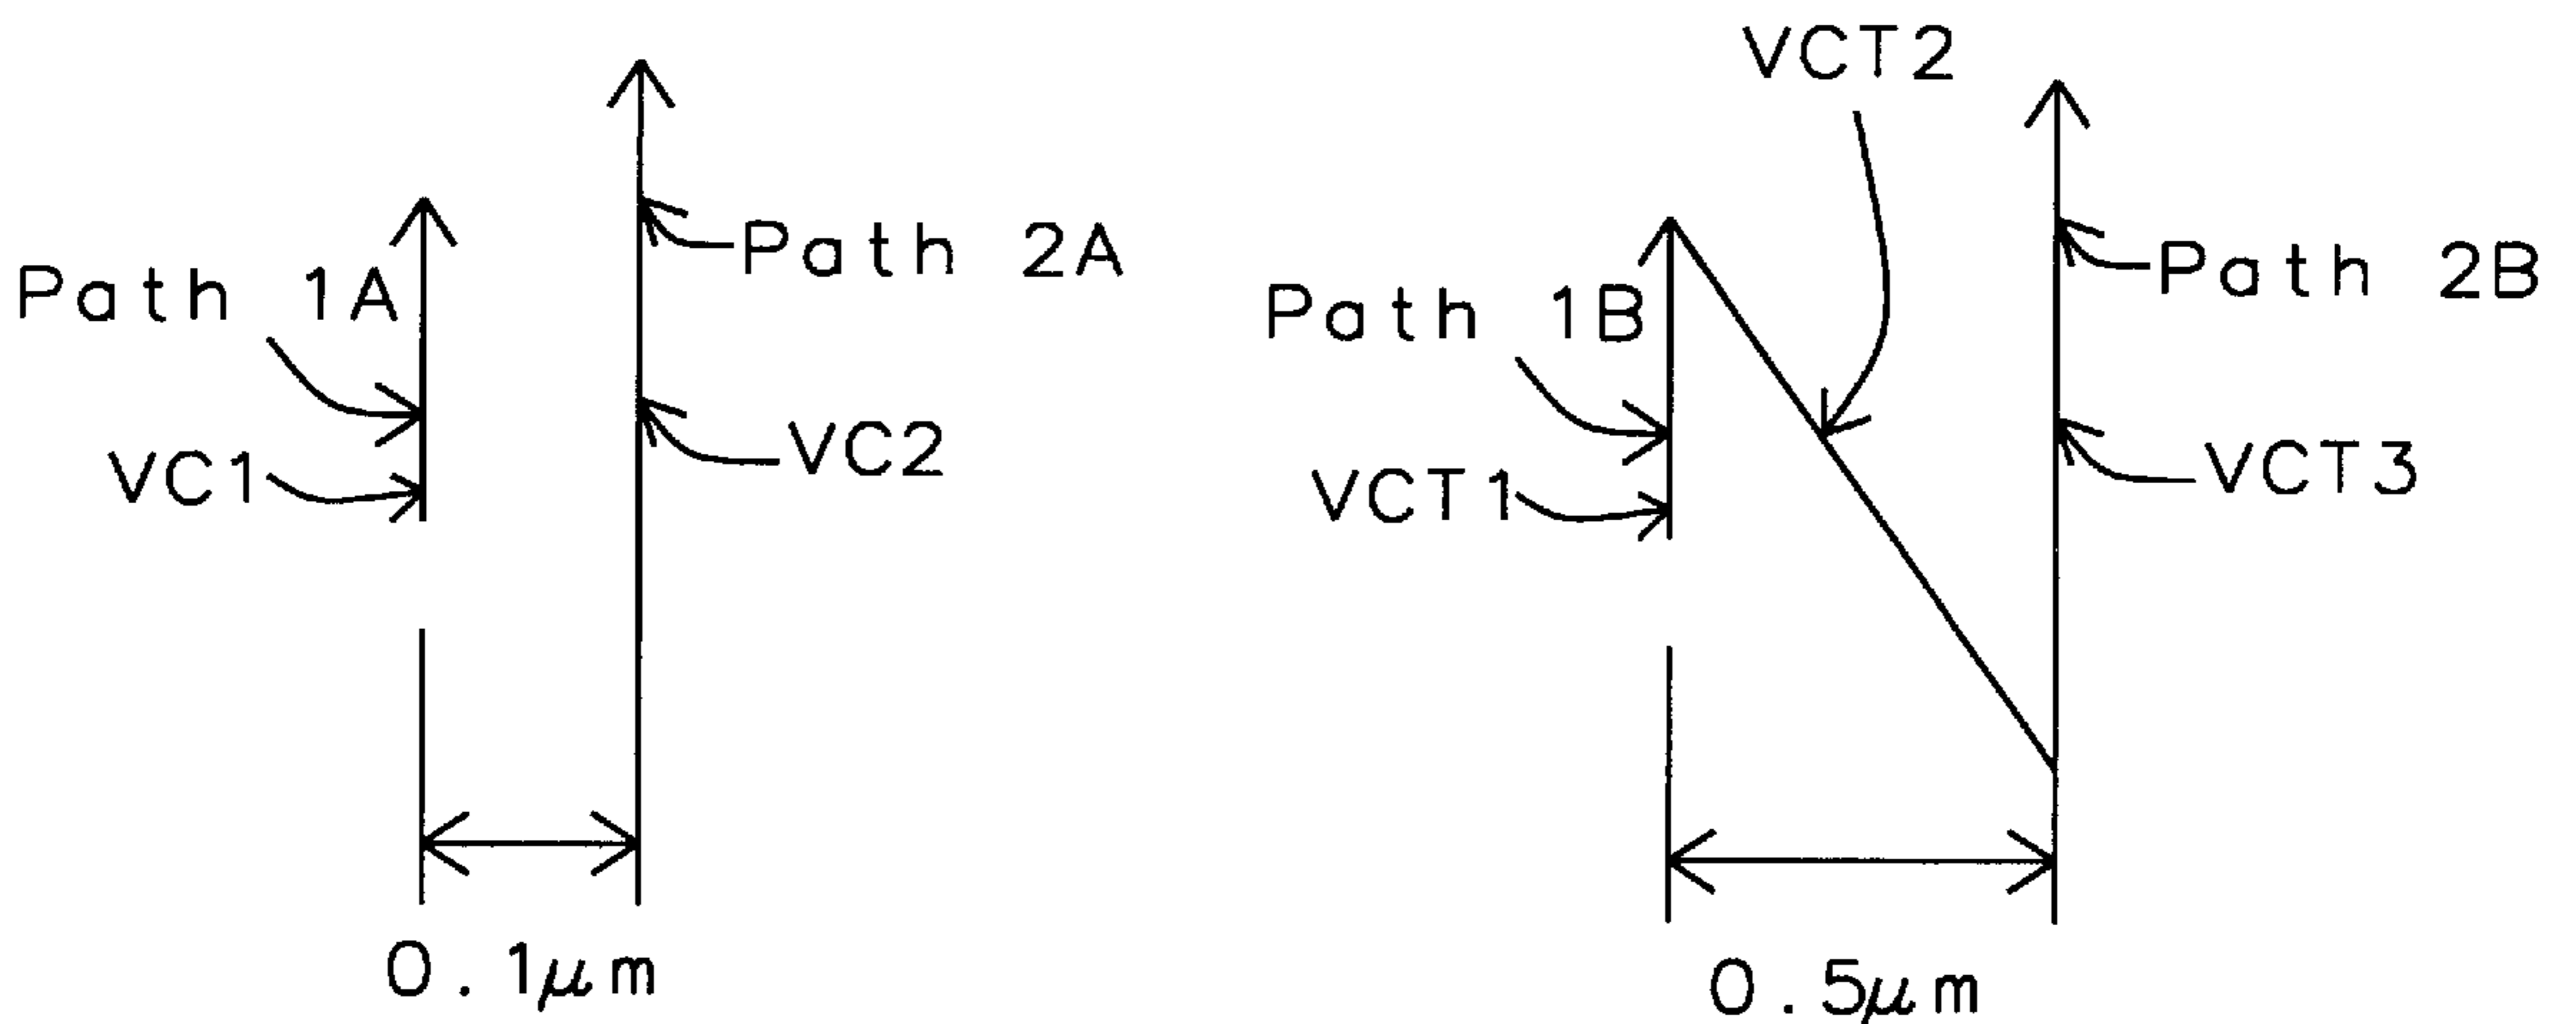 VCT2
Path 2A
Path 2B
Path 1A
Path 1B
VC2
VCT3
VC1
VCT1
0.1μm
0.5μm